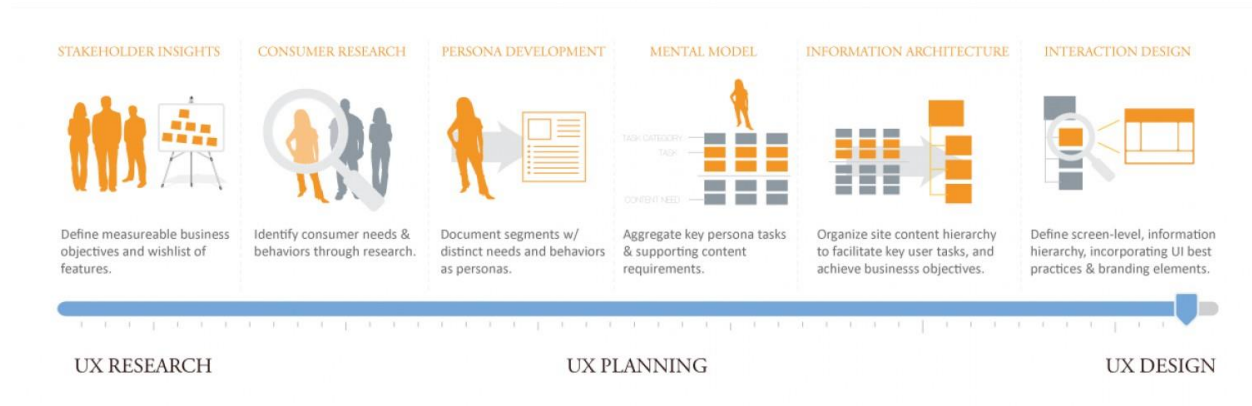 STAKEHOLDER INSIGHTS
CONSUMER RESEARCH
PERSONA DEVELOPMENT
MENTAL MODEL
INFORMATION ARCHITECTURE
INTERACTION DESIGN
TASK CATEGORY
TASK
CONTENT NEED
Define measureable business
objectives and wishlist of
features.
Identify consumer needs &
behaviors through research.
Document segments w/
distinct needs and behaviors
as personas.
Aggregate key persona tasks
& supporting content
requirements.
Organize site content hierarchy
to facilitate key user tasks, and
achieve businesss objectives.
Define screen-level, information
hierarchy, incorporating UI best
practices & branding elements.
UX RESEARCH
UX PLANNING
UX DESIGN